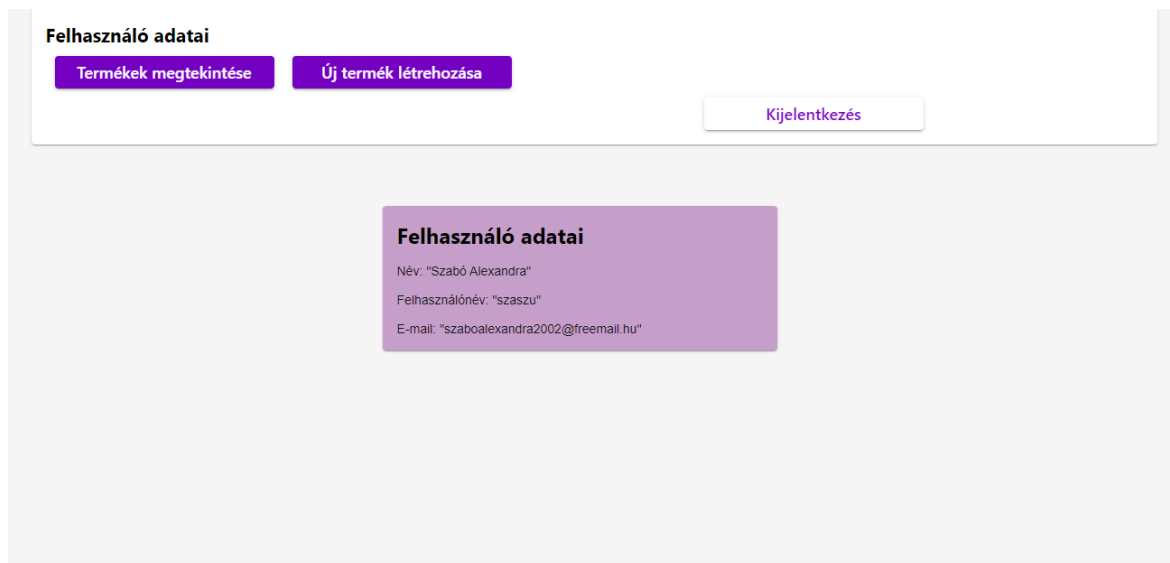 Felhasználó adatai
Termékek megtekintése Új termék létrehozása
Kijelentkezés
Felhasználó adatai
Név: "Szabó Alexandra"
Felhasználónév: "szaszu"
E-mail: "szaboalexandra2002@freemail.hu"